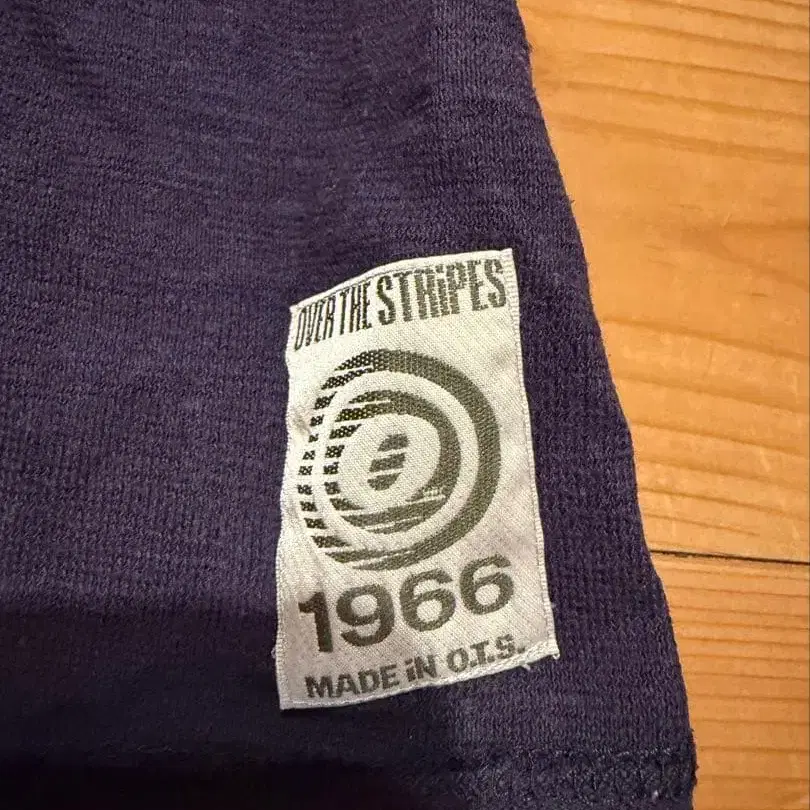 OVER THE STRiPES
1966
MADE iN O.T.S.